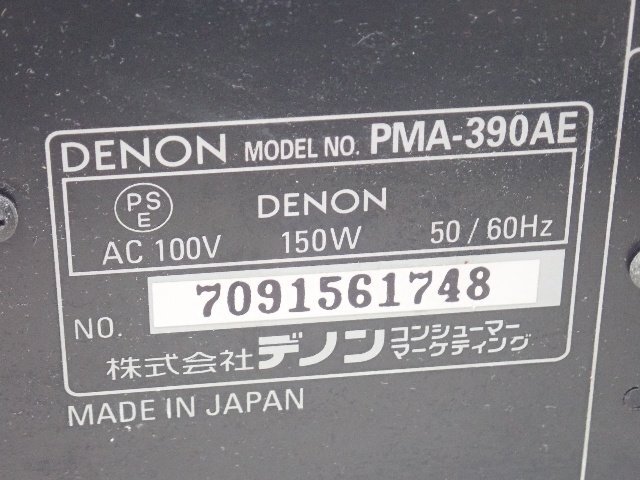 DENON MODEL NO. PMA-390AE
PS
E
DENON
AC 100V 150W 50/60Hz
NO. 7091561748
株式会社デノン コンシューマー
マーケティング
MADE IN JAPAN